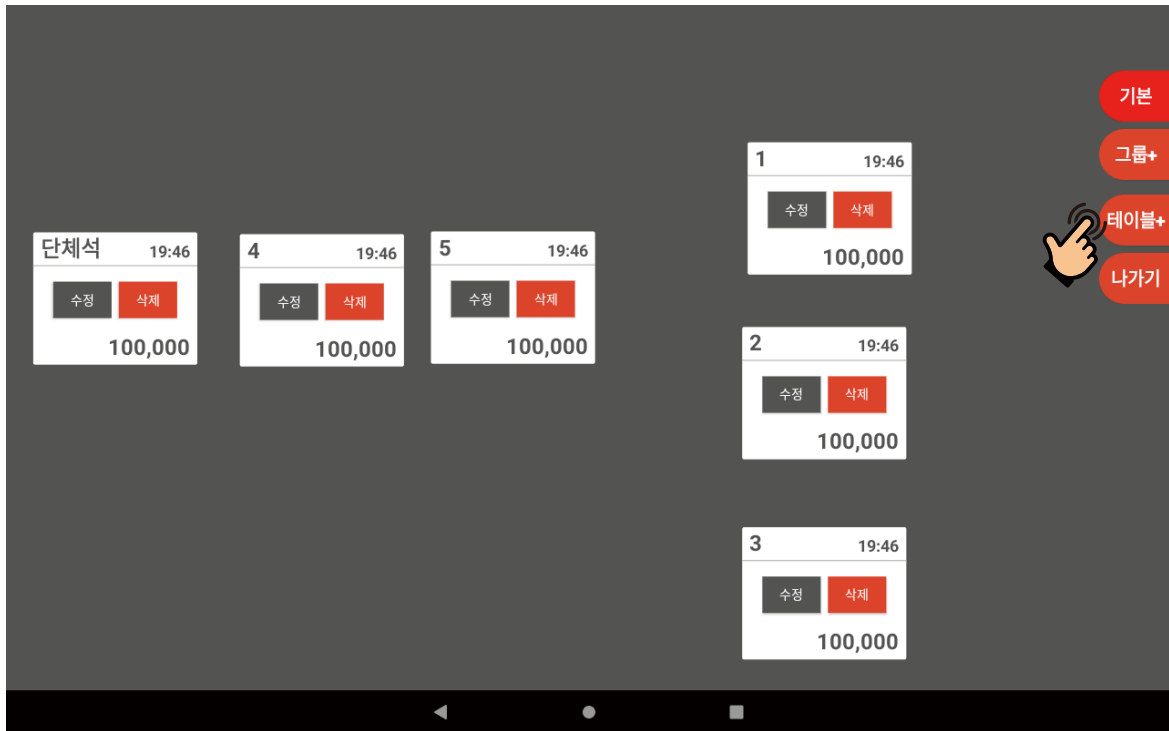 기본
그룹+
테이블+
나가기
1 19:46
수정 삭제
100,000
단체석 19:46
수정 삭제
100,000
4 19:46
수정 삭제
100,000
5 19:46
수정 삭제
100,000
2 19:46
수정 삭제
100,000
3 19:46
수정 삭제
100,000